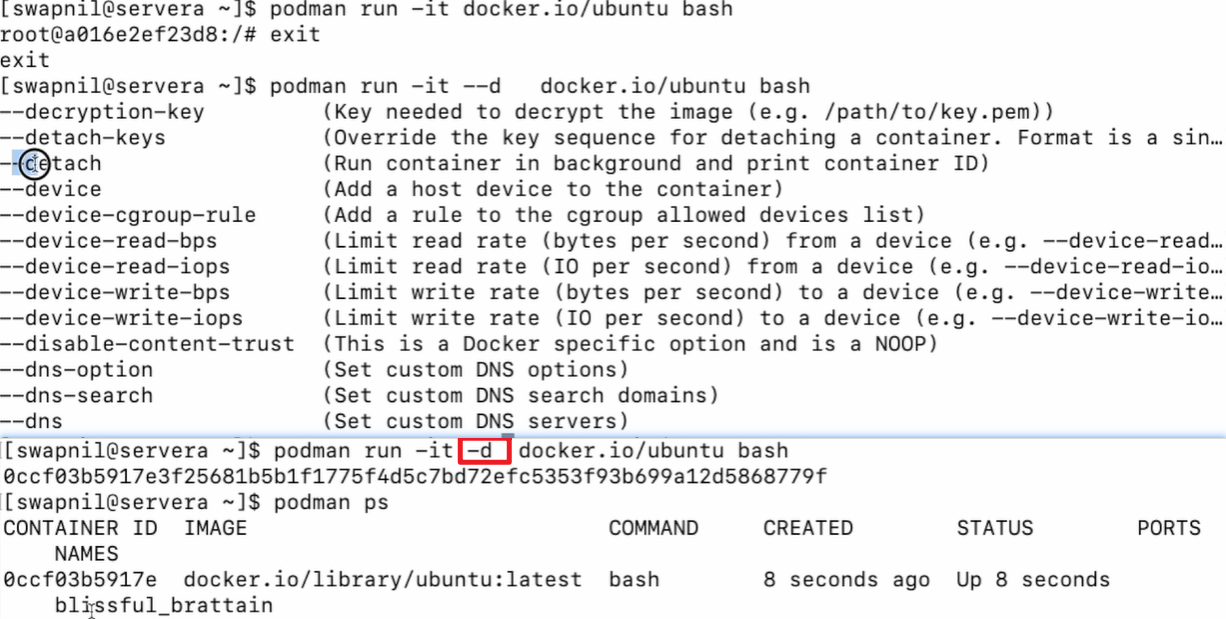 [swapnil@servera ~]$ podman run -it docker.io/ubuntu bash
root@a016e2ef23d8:/# exit
exit
[swapnil@servera ~]$ podman run -it --d   docker.io/ubuntu bash
--decryption-key         (Key needed to decrypt the image (e.g. /path/to/key.pem))
--detach-keys            (Override the key sequence for detaching a container. Format is a sin…
--detach                 (Run container in background and print container ID)
--device                 (Add a host device to the container)
--device-cgroup-rule     (Add a rule to the cgroup allowed devices list)
--device-read-bps        (Limit read rate (bytes per second) from a device (e.g. --device-read…
--device-read-iops       (Limit read rate (IO per second) from a device (e.g. --device-read-io…
--device-write-bps       (Limit write rate (bytes per second) to a device (e.g. --device-write…
--device-write-iops      (Limit write rate (IO per second) to a device (e.g. --device-write-io…
--disable-content-trust  (This is a Docker specific option and is a NOOP)
--dns-option             (Set custom DNS options)
--dns-search             (Set custom DNS search domains)
--dns                    (Set custom DNS servers)
[swapnil@servera ~]$ podman run -it -d  docker.io/ubuntu bash
0ccf03b5917e3f25681b5b1f1775f4d5c7bd72efc5353f93b699a12d5868779f
[swapnil@servera ~]$ podman ps
CONTAINER ID  IMAGE                            COMMAND     CREATED        STATUS        PORTS
    NAMES
0ccf03b5917e  docker.io/library/ubuntu:latest  bash        8 seconds ago  Up 8 seconds
    blissful_brattain